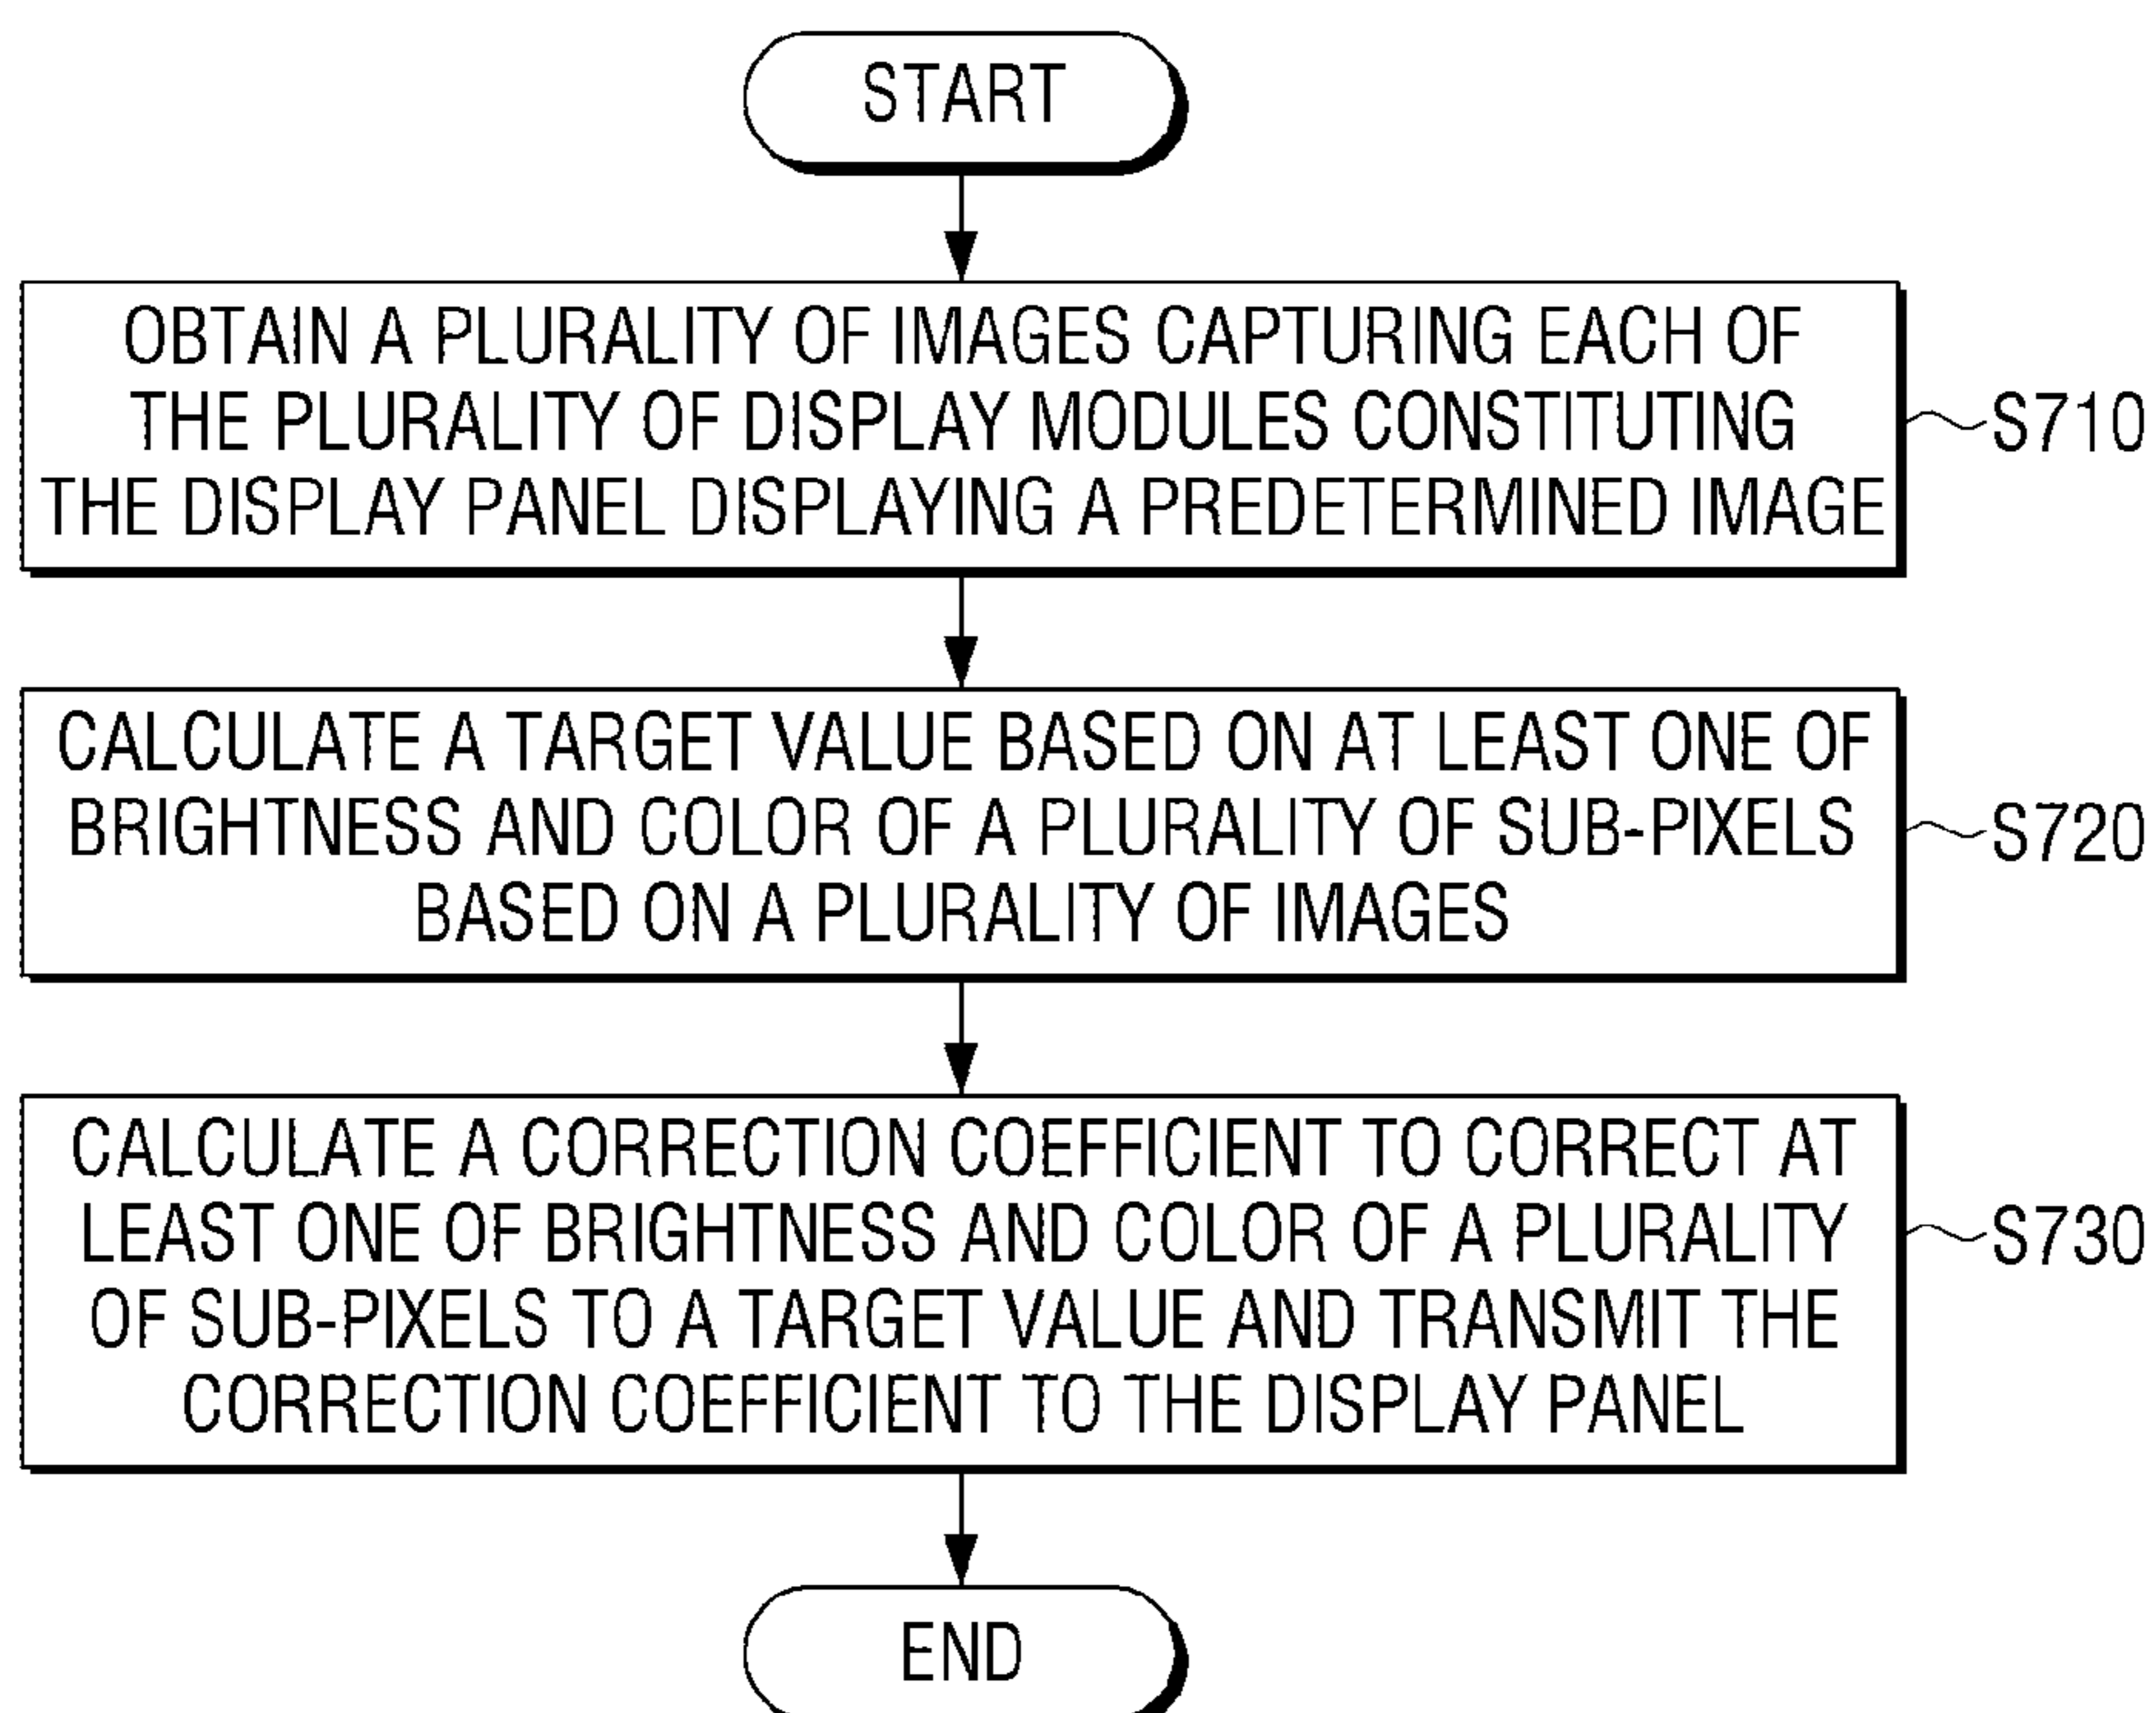 START
OBTAIN A PLURALITY OF IMAGES CAPTURING EACH OF
THE PLURALITY OF DISPLAY MODULES CONSTITUTING
THE DISPLAY PANEL DISPLAYING A PREDETERMINED IMAGE
S710
CALCULATE A TARGET VALUE BASED ON AT LEAST ONE OF
BRIGHTNESS AND COLOR OF A PLURALITY OF SUB-PIXELS
BASED ON A PLURALITY OF IMAGES
S720
CALCULATE A CORRECTION COEFFICIENT TO CORRECT AT
LEAST ONE OF BRIGHTNESS AND COLOR OF A PLURALITY
OF SUB-PIXELS TO A TARGET VALUE AND TRANSMIT THE
CORRECTION COEFFICIENT TO THE DISPLAY PANEL
S730
END